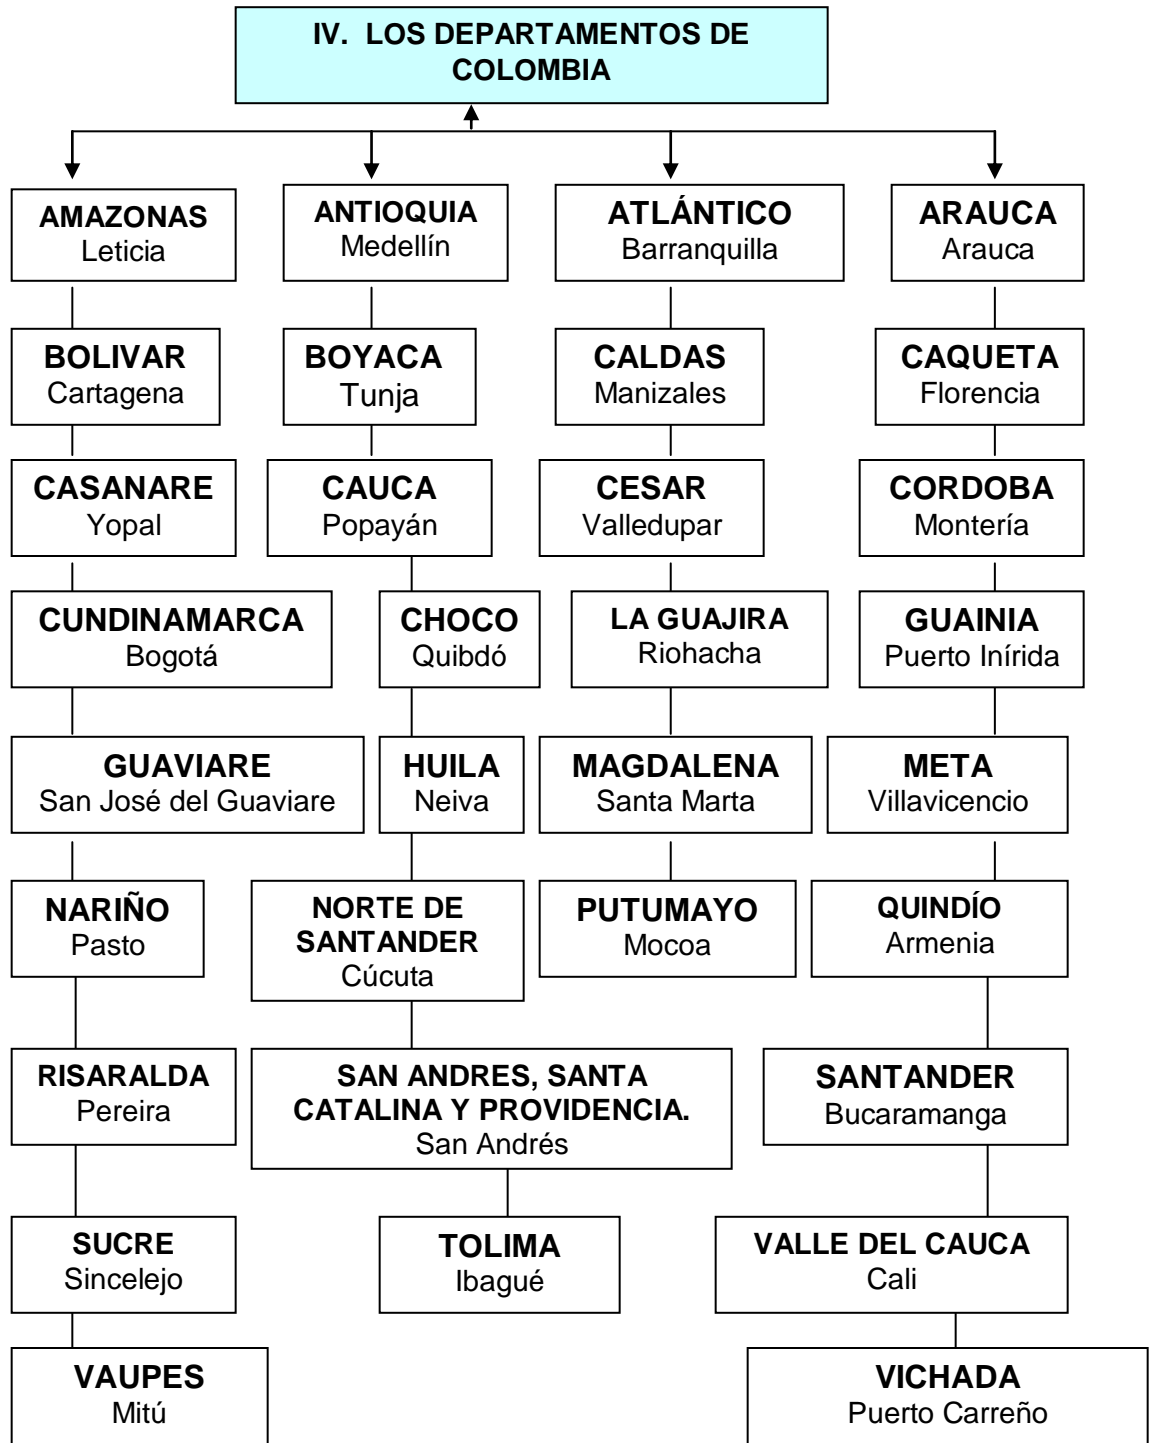 IV. LOS DEPARTAMENTOS DE
COLOMBIA
AMAZONAS
Leticia
ANTIOQUIA
Medellín
ATLÁNTICO
Barranquilla
ARAUCA
Arauca
BOLIVAR
Cartagena
BOYACA
Tunja
CALDAS
Manizales
CAQUETA
Florencia
CASANARE
Yopal
CAUCA
Popayán
CESAR
Valledupar
CORDOBA
Montería
CUNDINAMARCA
Bogotá
CHOCO
Quibdó
LA GUAJIRA
Riohacha
GUAINIA
Puerto Inírida
GUAVIARE
San José del Guaviare
HUILA
Neiva
MAGDALENA
Santa Marta
META
Villavicencio
NARIÑO
Pasto
NORTE DE
SANTANDER
Cúcuta
PUTUMAYO
Mocoa
QUINDÍO
Armenia
RISARALDA
Pereira
SAN ANDRES, SANTA
CATALINA Y PROVIDENCIA.
San Andrés
SANTANDER
Bucaramanga
SUCRE
Sincelejo
TOLIMA
Ibagué
VALLE DEL CAUCA
Cali
VAUPES
Mitú
VICHADA
Puerto Carreño